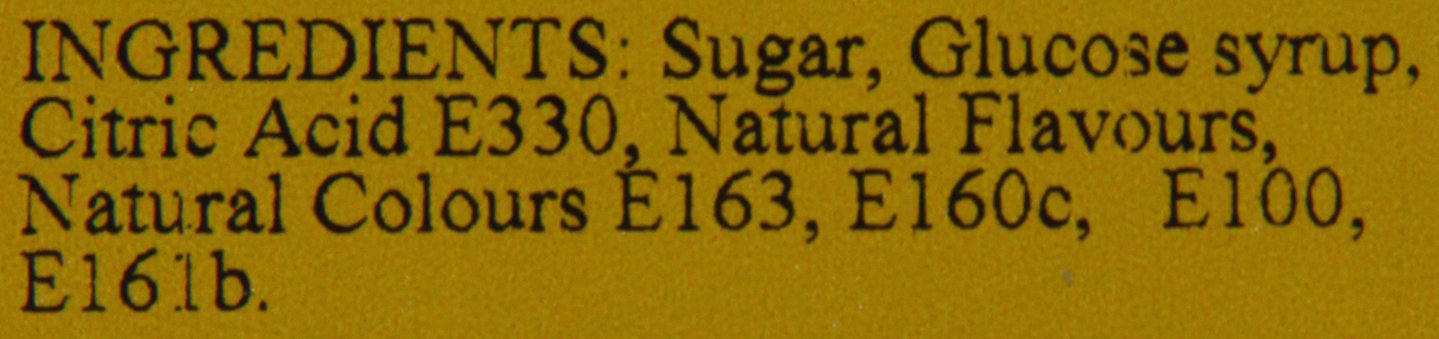 INGREDIENTS: Sugar, Glucose syrup,
Citric Acid E330, Natural Flavours,
Natural Colours E163, E160c, E100,
E161b.